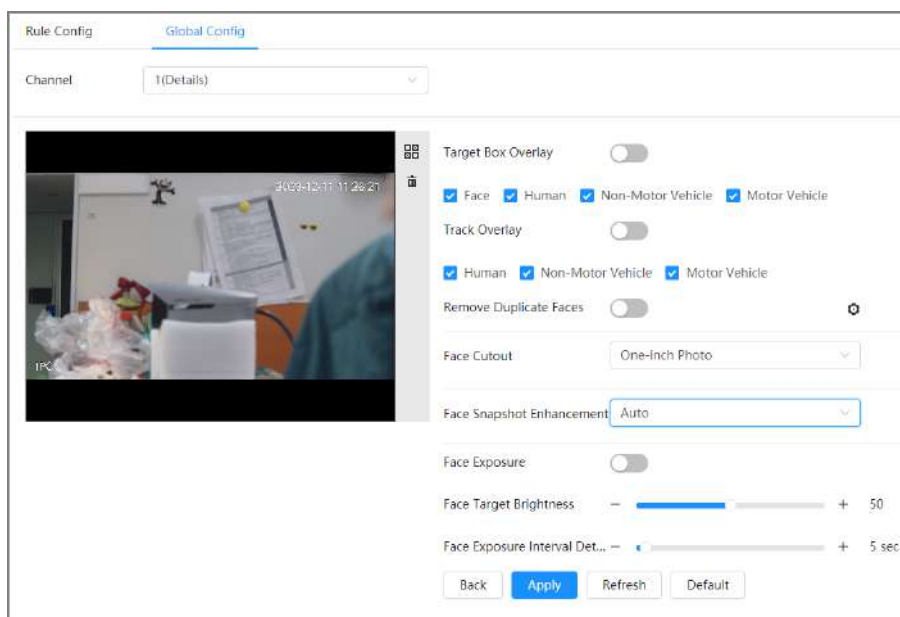 Rule Config
Global Config
Channel
1(Details)
2023-12-11 11:26:21
IPC
Target Box Overlay
Face Human Non-Motor Vehicle Motor Vehicle
Track Overlay
Human Non-Motor Vehicle Motor Vehicle
Remove Duplicate Faces
Face Cutout
One-Inch Photo
Face Snapshot Enhancement
Auto
Face Exposure
Face Target Brightness
50
Face Exposure Interval Det...
5 sec
Back Apply Refresh Default